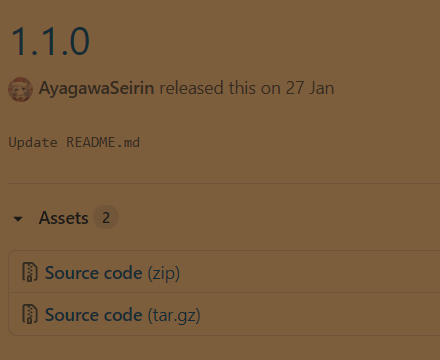 1.1.0
AyagawaSeirin released this on 27 Jan
Update README.md
Assets 2
Source code (zip)
Source code (tar.gz)